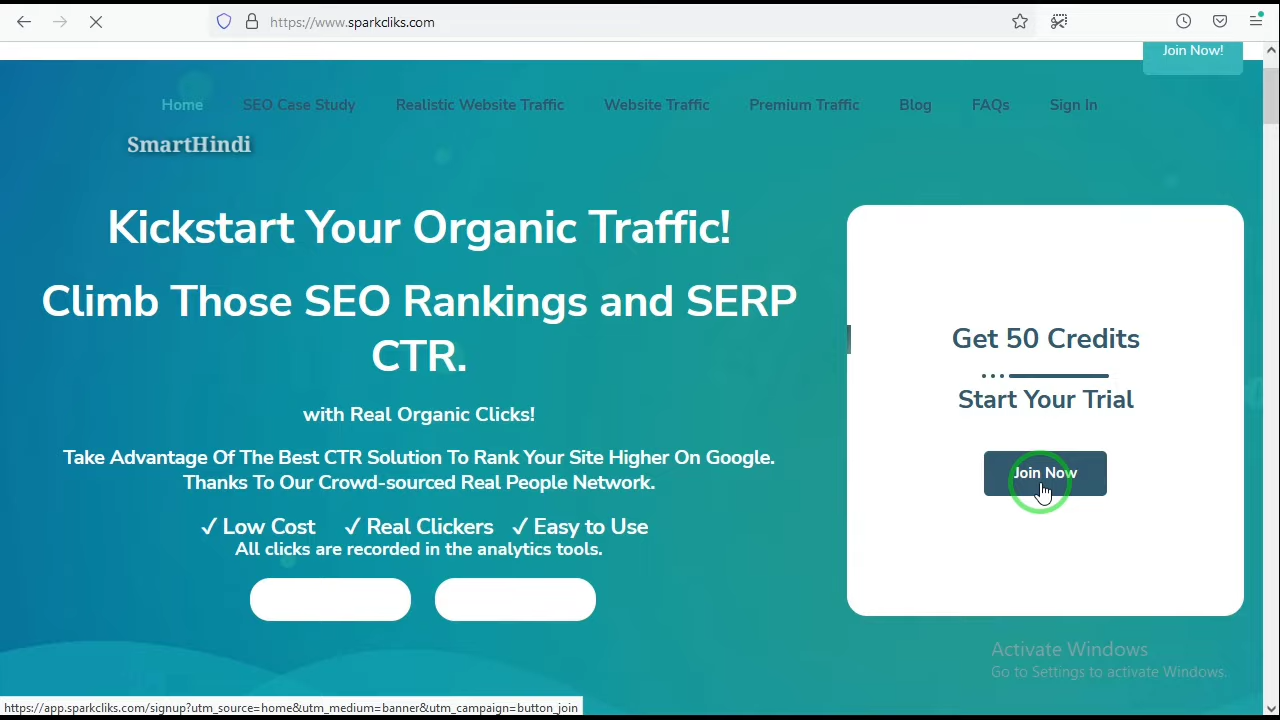 https://www.sparkcliks.com
Join Now!
Home SEO Case Study Realistic Website Traffic Website Traffic Premium Traffic Blog FAQs Sign In
SmartHindi
Kickstart Your Organic Traffic!
Climb Those SEO Rankings and SERP
CTR.
with Real Organic Clicks!
Take Advantage Of The Best CTR Solution To Rank Your Site Higher On Google.
Thanks To Our Crowd-sourced Real People Network.
✓ Low Cost ✓ Real Clickers ✓ Easy to Use
All clicks are recorded in the analytics tools.
Get 50 Credits
Start Your Trial
Join Now
Activate Windows
Go to Settings to activate Windows.
https://app.sparkcliks.com/signup?utm_source=home&utm_medium=banner&utm_campaign=button_join